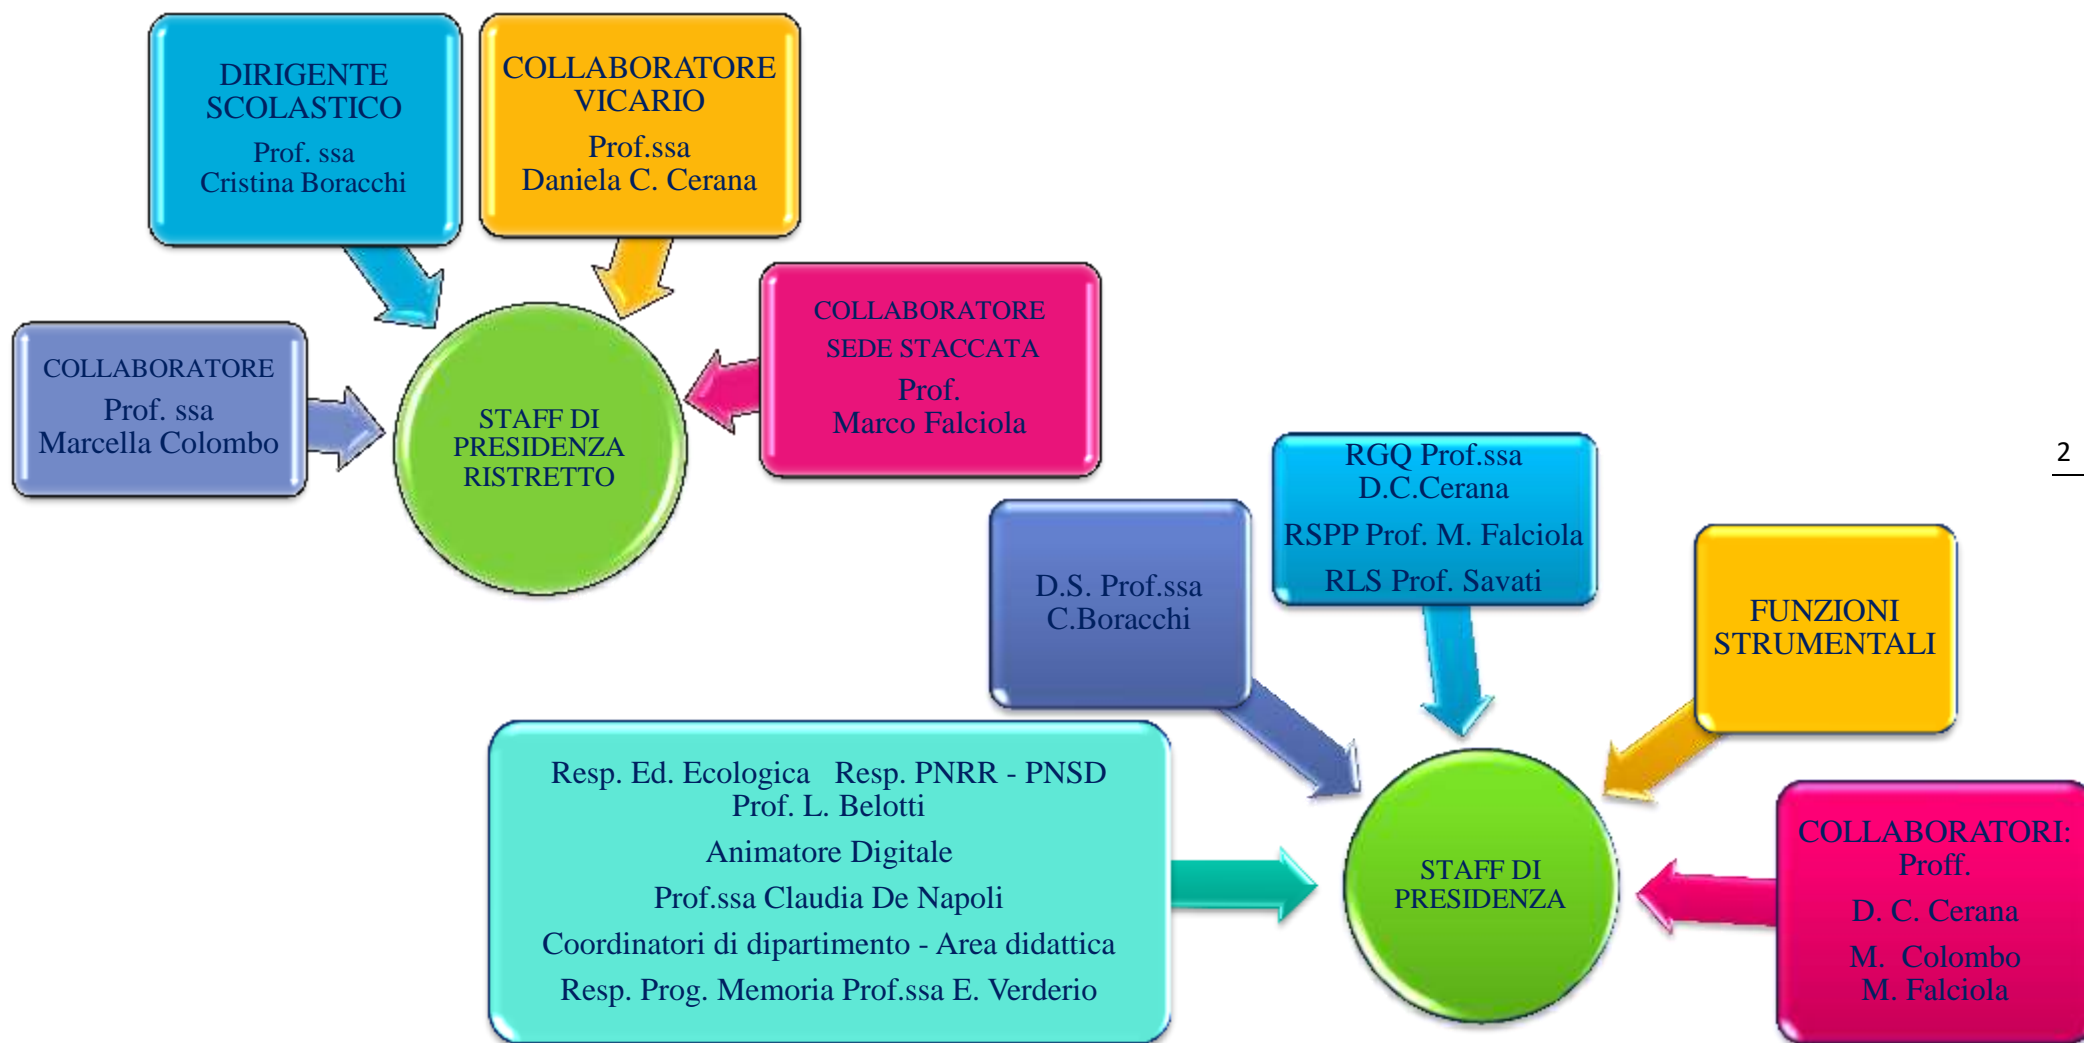 DIRIGENTE
SCOLASTICO
Prof. ssa
Cristina Boracchi
COLLABORATORE
VICARIO
Prof.ssa
Daniela C. Cerana
COLLABORATORE
Prof. ssa
Marcella Colombo
STAFF DI
PRESIDENZA
RISTRETTO
COLLABORATORE
SEDE STACCATA
Prof.
Marco Falciola
2
D.S. Prof.ssa
C.Boracchi
RGQ Prof.ssa
D.C.Cerana
RSPP Prof. M. Falciola
RLS Prof. Savati
FUNZIONI
STRUMENTALI
Resp. Ed. Ecologica Resp. PNRR - PNSD
Prof. L. Belotti
Animatore Digitale
Prof.ssa Claudia De Napoli
Coordinatori di dipartimento - Area didattica
Resp. Prog. Memoria Prof.ssa E. Verderio
STAFF DI
PRESIDENZA
COLLABORATORI:
Proff.
D. C. Cerana
M. Colombo
M. Falciola